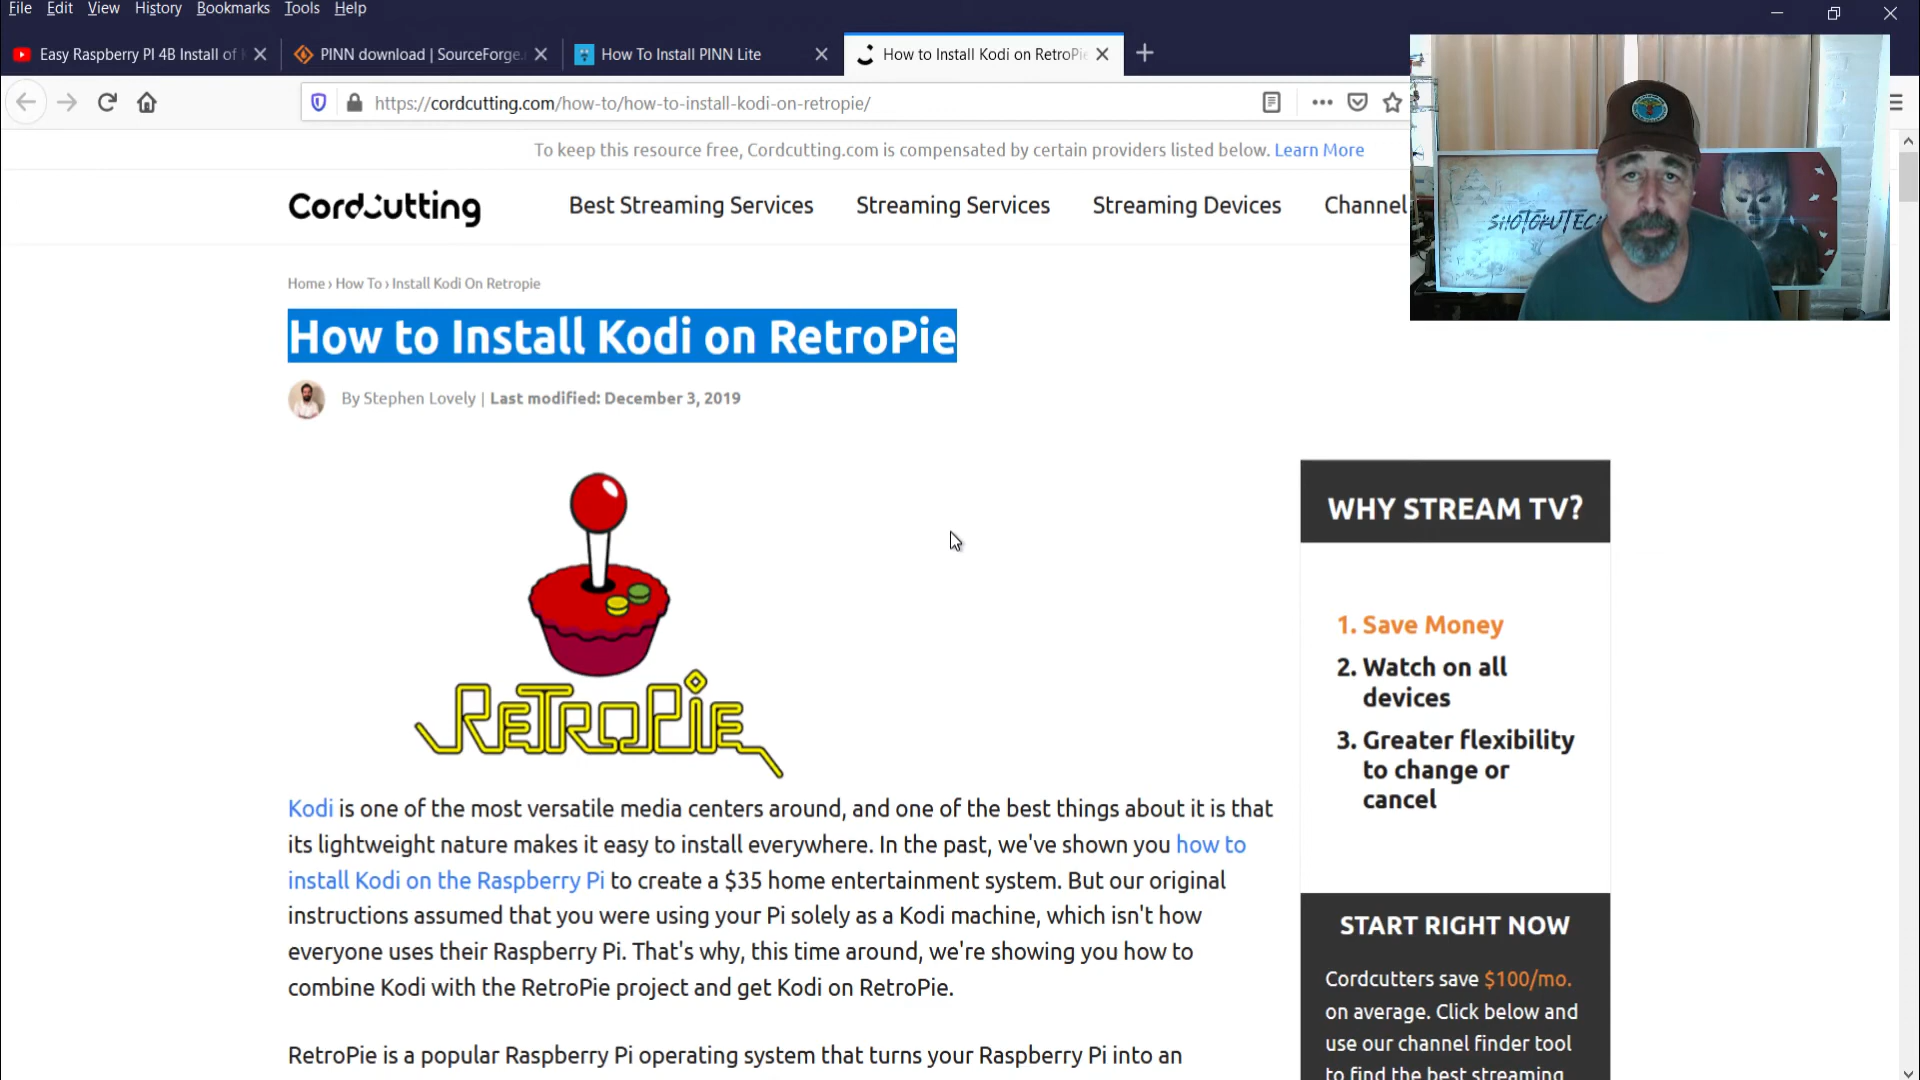 File Edit View History Bookmarks Tools Help
Easy Raspberry PI 4B Install of
PINN download | SourceForge.
How To Install PINN Lite
How to Install Kodi on RetroPie
https://cordcutting.com/how-to/how-to-install-kodi-on-retropie/
To keep this resource free, Cordcutting.com is compensated by certain providers listed below. Learn More
Cordcutting
Best Streaming Services
Streaming Services
Streaming Devices
Channel
SHOTOKUTECH
Home › How To › Install Kodi On Retropie
How to Install Kodi on RetroPie
By Stephen Lovely | Last modified: December 3, 2019
RETROPIE
Kodi is one of the most versatile media centers around, and one of the best things about it is that
its lightweight nature makes it easy to install everywhere. In the past, we've shown you how to
install Kodi on the Raspberry Pi to create a $35 home entertainment system. But our original
instructions assumed that you were using your Pi solely as a Kodi machine, which isn't how
everyone uses their Raspberry Pi. That's why, this time around, we're showing you how to
combine Kodi with the RetroPie project and get Kodi on RetroPie.
RetroPie is a popular Raspberry Pi operating system that turns your Raspberry Pi into an
WHY STREAM TV?
1. Save Money
2. Watch on all
devices
3. Greater flexibility
to change or
cancel
START RIGHT NOW
Cordcutters save $100/mo.
on average. Click below and
use our channel finder tool
to find the best streaming